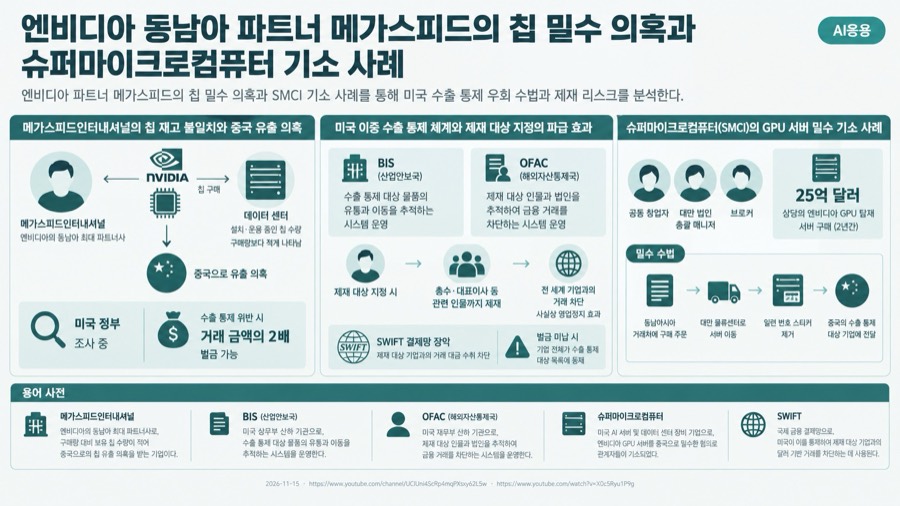 엔비디아 동남아 파트너 메가스피드의 칩 밀수 의혹과
슈퍼마이크로컴퓨터 기소 사례
AI응용
엔비디아 파트너 메가스피드의 칩 밀수 의혹과 SMCI 기소 사례를 통해 미국 수출 통제 우회 수법과 제재 리스크를 분석한다.
메가스피드인터내셔널의 칩 재고 불일치와 중국 유출 의혹
NVIDIA
칩 구매
메가스피드인터내셔널
엔비디아의 동남아 최대 파트너사
데이터 센터
설치·운용 중인 칩 수량
구매량보다 적게 나타남
중국으로 유출 의혹
미국 정부
조사 중
수출 통제 위반 시
거래 금액의 2배
벌금 가능
미국 이중 수출 통제 체계와 제재 대상 지정의 파급 효과
BIS
(산업안보국)
수출 통제 대상 물품의
유통과 이동을 추적하는
시스템 운영
OFAC
(해외자산통제국)
제재 대상 인물과 법인을
추적하여 금융 거래를
차단하는 시스템 운영
제재 대상 지정 시
총수·대표이사 등
관련 인물까지 제재
전 세계 기업과의
거래 차단
사실상 영업정지 효과
SWIFT
SWIFT 결제망 장악
제재 대상 기업과의 거래 대금 수취 차단
벌금 미납 시
기업 전체가 수출 통제
대상 목록에 등재
슈퍼마이크로컴퓨터(SMCI)의 GPU 서버 밀수 기소 사례
공동 창업자
대만 법인
총괄 매니저
브로커
25억 달러
상당의 엔비디아 GPU 탑재
서버 구매 (2년간)
밀수 수법
동남아시아
거래처에 구매 주문
대만 물류센터로
서버 이동
일련 번호 스티커
제거
중국의 수출 통제
대상 기업에 전달
용어 사전
메가스피드인터내셔널
엔비디아의 동남아 최대 파트너사로,
구매량 대비 보유 칩 수량이 적어
중국으로의 칩 유출 의혹을 받는 기업이다.
BIS (산업안보국)
미국 상무부 산하 기관으로,
수출 통제 대상 물품의 유통과 이동을
추적하는 시스템을 운영한다.
OFAC (해외자산통제국)
미국 재무부 산하 기관으로,
제재 대상 인물과 법인을 추적하여
금융 거래를 차단하는 시스템을 운영한다.
슈퍼마이크로컴퓨터
미국 AI 서버 및 데이터 센터 장비 기업으로,
엔비디아 GPU 서버를 중국으로 밀수한 혐의로
관계자들이 기소되었다.
SWIFT
국제 금융 결제망으로,
미국이 이를 통제하여 제재 대상 기업과의
달러 기반 거래를 차단하는 데 사용된다.
2026-11-15